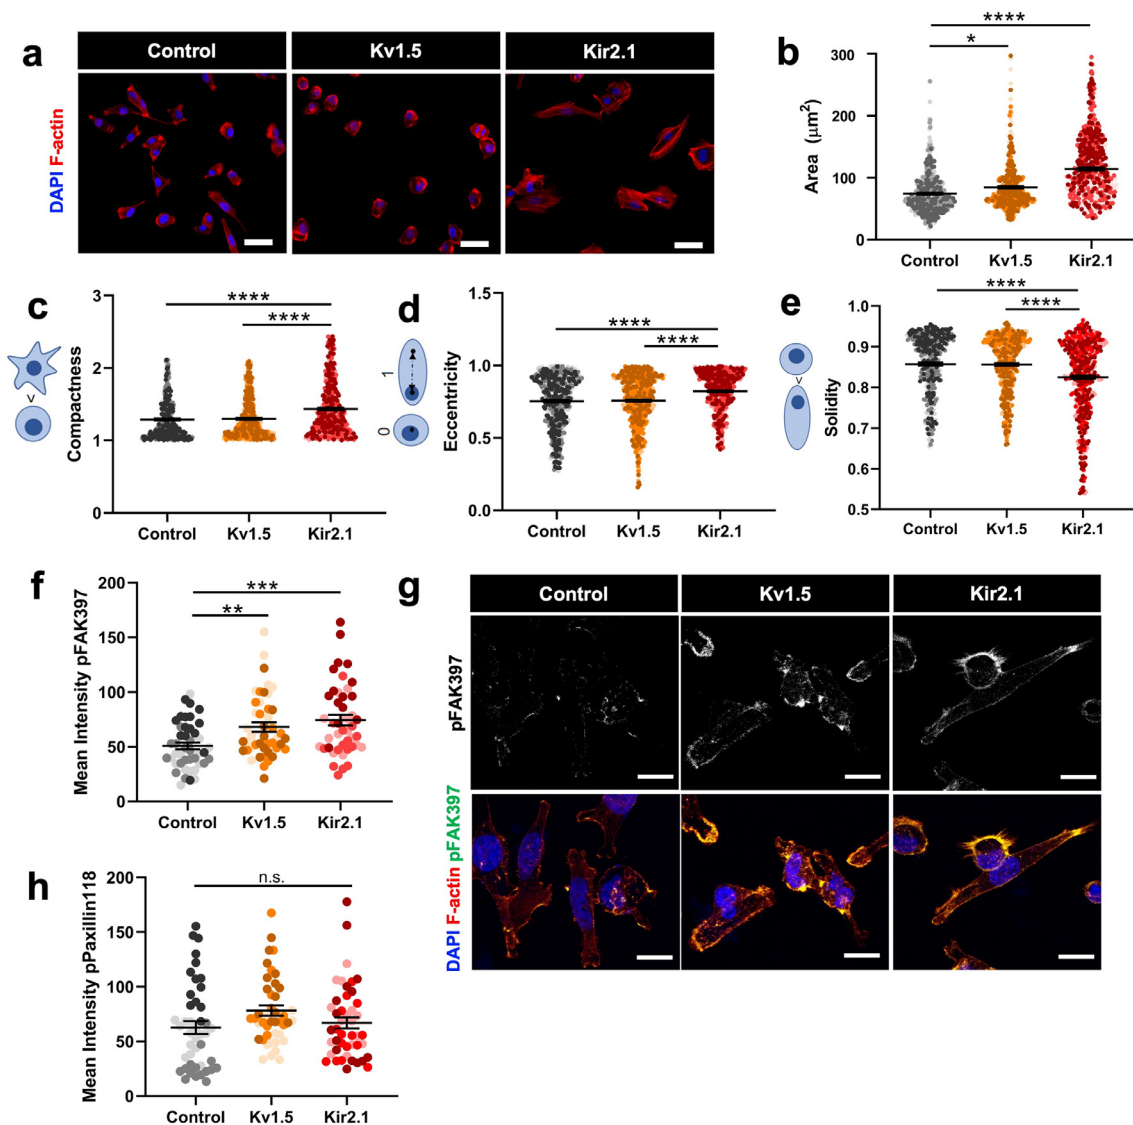 a
Control
Kv1.5
Kir2.1
DAPI F-actin
b
****
*
Area (μm²)
300
200
100
0
Control
Kv1.5
Kir2.1
c
v
Compactness
****
****
3
2
1
0
Control
Kv1.5
Kir2.1
d
1
0
Eccentricity
****
****
1.5
1.0
0.5
0.0
Control
Kv1.5
Kir2.1
e
v
Solidity
****
****
1.0
0.9
0.8
0.7
0.6
0.5
Control
Kv1.5
Kir2.1
f
Mean Intensity pFAK397
***
**
200
150
100
50
0
Control
Kv1.5
Kir2.1
g
Control
Kv1.5
Kir2.1
pFAK397
DAPI F-actin pFAK397
h
Mean Intensity pPaxillin118
n.s.
200
150
100
50
0
Control
Kv1.5
Kir2.1